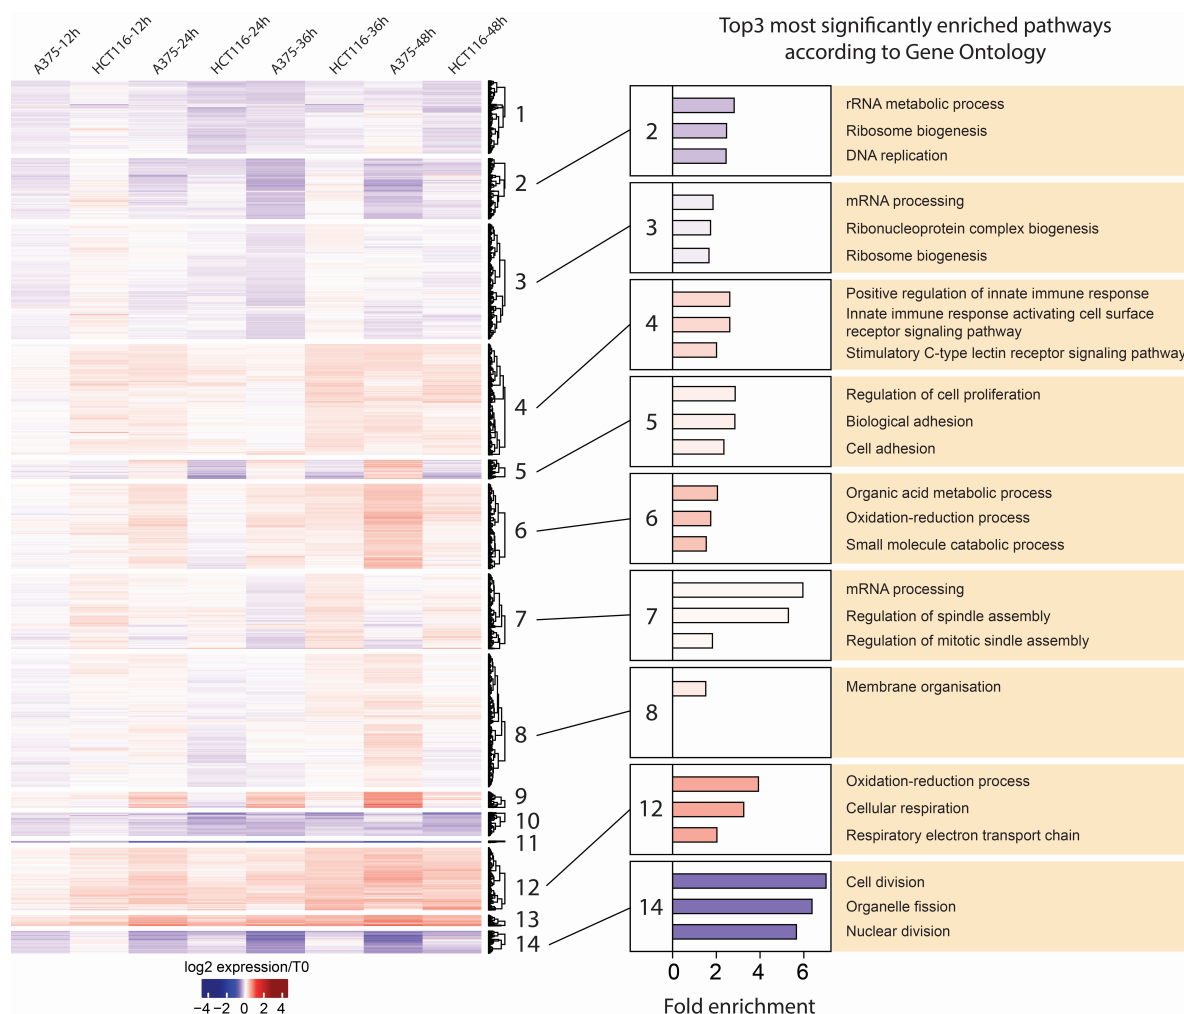 A375-12h
HCT116-12h
A375-24h
HCT116-24h
A375-36h
HCT116-36h
A375-48h
HCT116-48h
Top3 most significantly enriched pathways
according to Gene Ontology
1
2
3
4
5
6
7
8
9
10
11
12
13
14
2
rRNA metabolic process
Ribosome biogenesis
DNA replication
3
mRNA processing
Ribonucleoprotein complex biogenesis
Ribosome biogenesis
4
Positive regulation of innate immune response
Innate immune response activating cell surface
receptor signaling pathway
Stimulatory C-type lectin receptor signaling pathway
5
Regulation of cell proliferation
Biological adhesion
Cell adhesion
6
Organic acid metabolic process
Oxidation-reduction process
Small molecule catabolic process
7
mRNA processing
Regulation of spindle assembly
Regulation of mitotic sindle assembly
8
Membrane organisation
12
Oxidation-reduction process
Cellular respiration
Respiratory electron transport chain
14
Cell division
Organelle fission
Nuclear division
0 2 4 6
Fold enrichment
log2 expression/T0
−4 −2 0 2 4